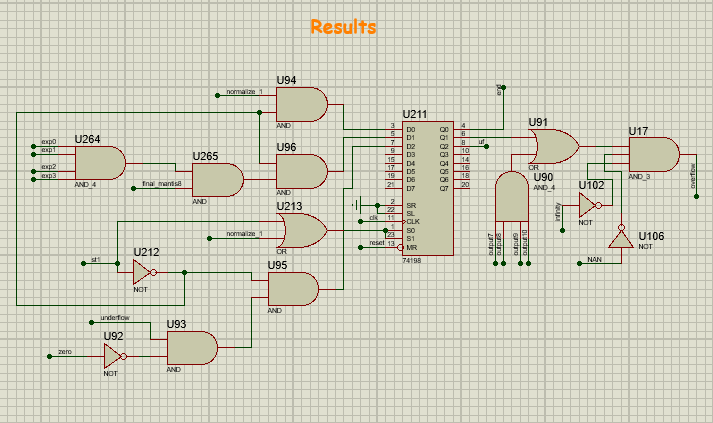 Results
U94
normalize_1
AND
U264
exp0
exp1
exp2
exp3
AND_4
U265
final_mantis8
AND
U96
AND
U213
normalize_1
OR
U211
3 D0 Q0 4
5 D1 Q1 6
7 D2 Q2 8
9 D3 Q3 10
15 D4 Q4 14
17 D5 Q5 16
19 D6 Q6 18
21 D7 Q7 20
2 SR
22 SL
11 CLK
1 S0
23 S1
13 MR
74198
clk
reset
end
uf
U91
OR
U90
AND_4
output7
output8
output9
output10
U17
AND_3
overflow
U102
NOT
infinity
U106
NOT
NAN
st1
U212
NOT
U95
AND
underflow
U93
AND
U92
zero
NOT